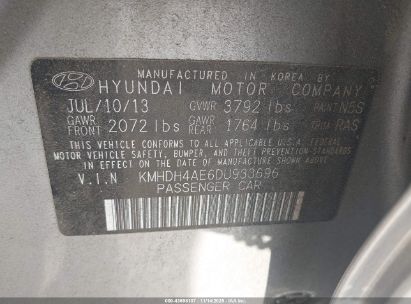 MANUFACTURED IN KOREA BY
HYUNDAI MOTOR COMPANY
JUL/10/13 GVWR 3792 lbs PAINT N5S
GAWR FRONT 2072 lbs GAWR REAR 1764 lbs TRIM RAS
THIS VEHICLE CONFORMS TO ALL APPLICABLE U.S. FEDERAL
MOTOR VEHICLE SAFETY, BUMPER, AND THEFT PREVENTION
STANDARDS IN EFFECT ON THE DATE OF MANUFACTURE
SHOWN ABOVE.
V.I.N KMHDH4AE6DU933696
PASSENGER CAR